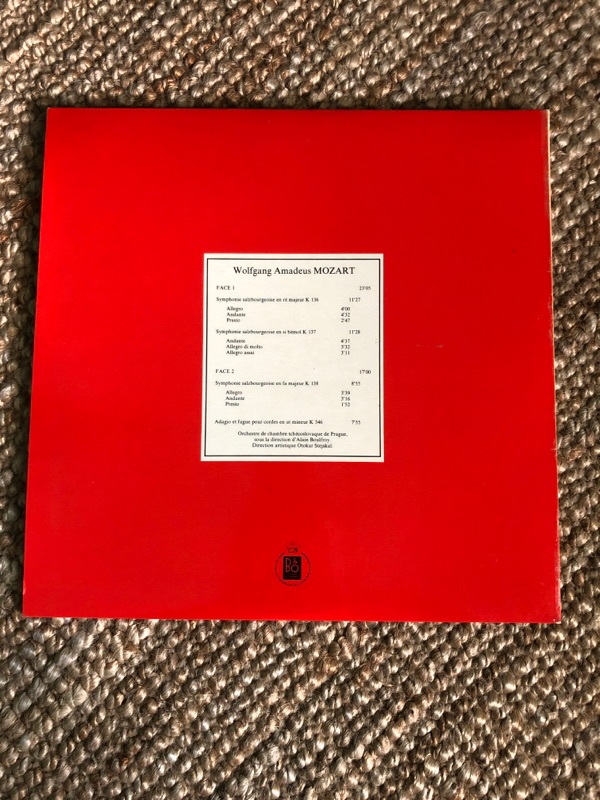 Wolfgang Amadeus MOZART
FACE 1 23'05
Symphonie salzbourgeoise en ré majeur K 136 11'27
Allegro 4'00
Andante 4'32
Presto 2'47
Symphonie salzbourgeoise en si bémol K 137 11'28
Andante 4'37
Allegro di molto 3'32
Allegro assai 3'11
FACE 2 17'00
Symphonie salzbourgeoise en fa majeur K 138 8'55
Allegro 3'39
Andante 3'16
Presto 1'52
Adagio et fugue pour cordes en ut mineur K 546 7'55
Orchestre de chambre tchécoslovaque de Prague,
sous la direction d'Alain Boulfroy.
Direction artistique Otokar Stejskal.
B&O